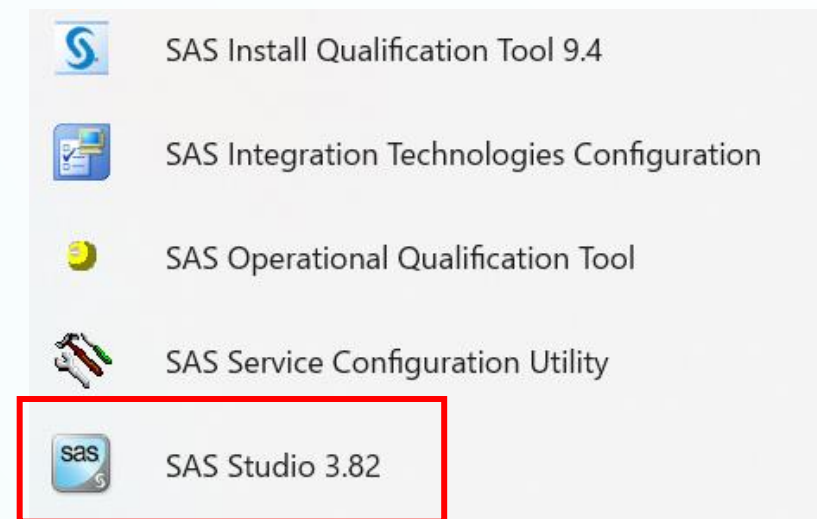 SAS Install Qualification Tool 9.4
SAS Integration Technologies Configuration
SAS Operational Qualification Tool
SAS Service Configuration Utility
sas
SAS Studio 3.82